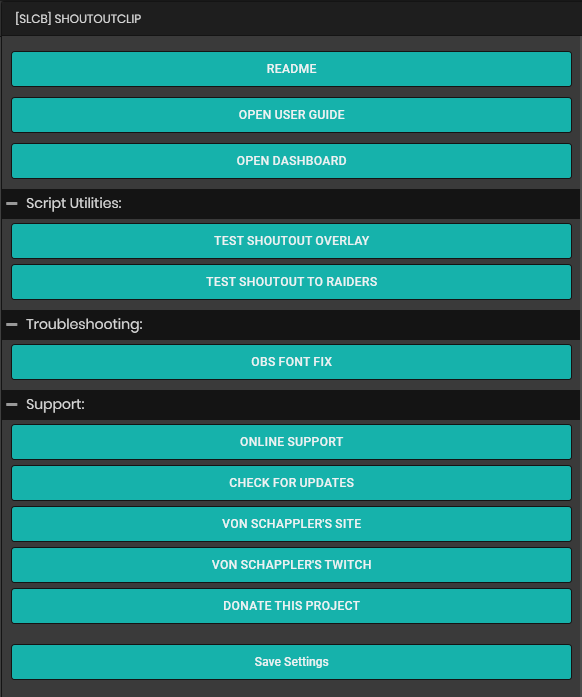 [SLCB] SHOUTOUTCLIP
README
OPEN USER GUIDE
OPEN DASHBOARD
Script Utilities:
TEST SHOUTOUT OVERLAY
TEST SHOUTOUT TO RAIDERS
Troubleshooting:
OBS FONT FIX
Support:
ONLINE SUPPORT
CHECK FOR UPDATES
VON SCHAPPLER'S SITE
VON SCHAPPLER'S TWITCH
DONATE THIS PROJECT
Save Settings